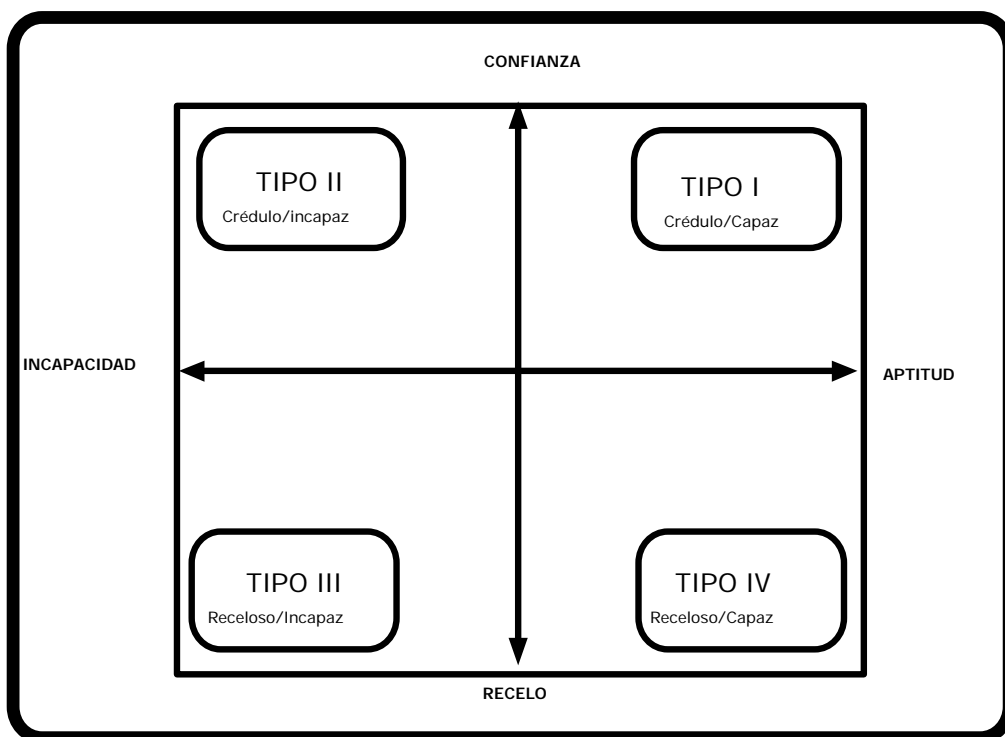 CONFIANZA
TIPO II
Crédulo/incapaz
TIPO I
Crédulo/Capaz
INCAPACIDAD
APTITUD
TIPO III
Receloso/Incapaz
TIPO IV
Receloso/Capaz
RECELO